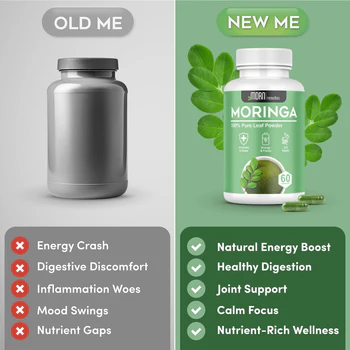 OLD ME
NEW ME
MORN
MORINGA
100% Pure Leaf Powder
60
Energy Crash
Digestive Discomfort
Inflammation Woes
Mood Swings
Nutrient Gaps
Natural Energy Boost
Healthy Digestion
Joint Support
Calm Focus
Nutrient-Rich Wellness